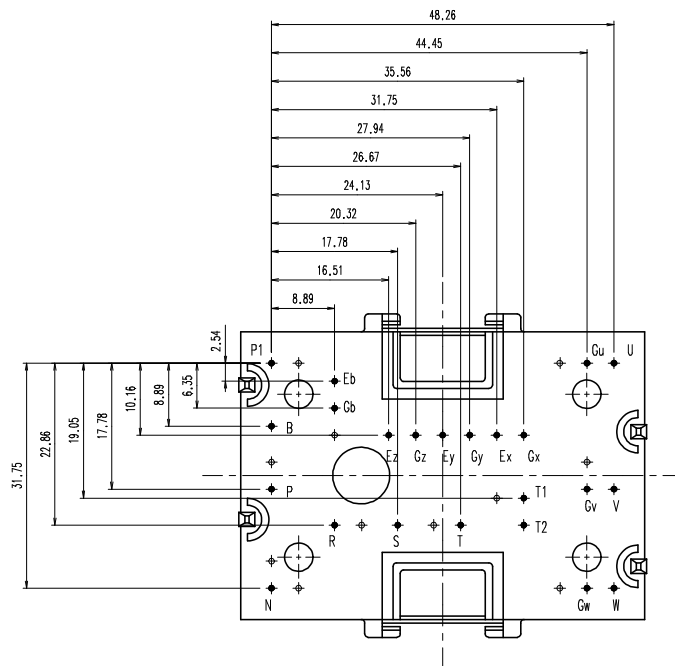 48.26
44.45
35.56
31.75
27.94
26.67
24.13
20.32
17.78
16.51
8.89
2.54
6.35
8.89
10.16
17.78
19.05
22.86
31.75
P1
Gu
U
Eb
Gb
B
Ez
Gz
Ey
Gy
Ex
Gx
P
T1
Gv
V
R
S
T
T2
N
Gw
W